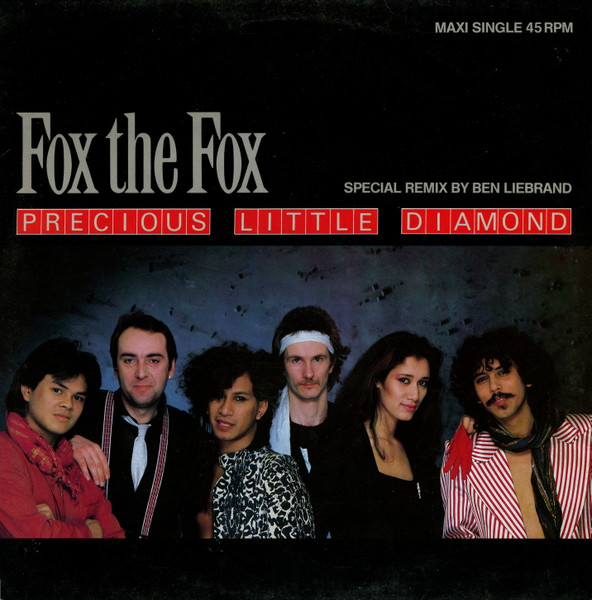 MAXI SINGLE 45 RPM
Fox the Fox
SPECIAL REMIX BY BEN LIEBRAND
PRECIOUS LITTLE DIAMOND